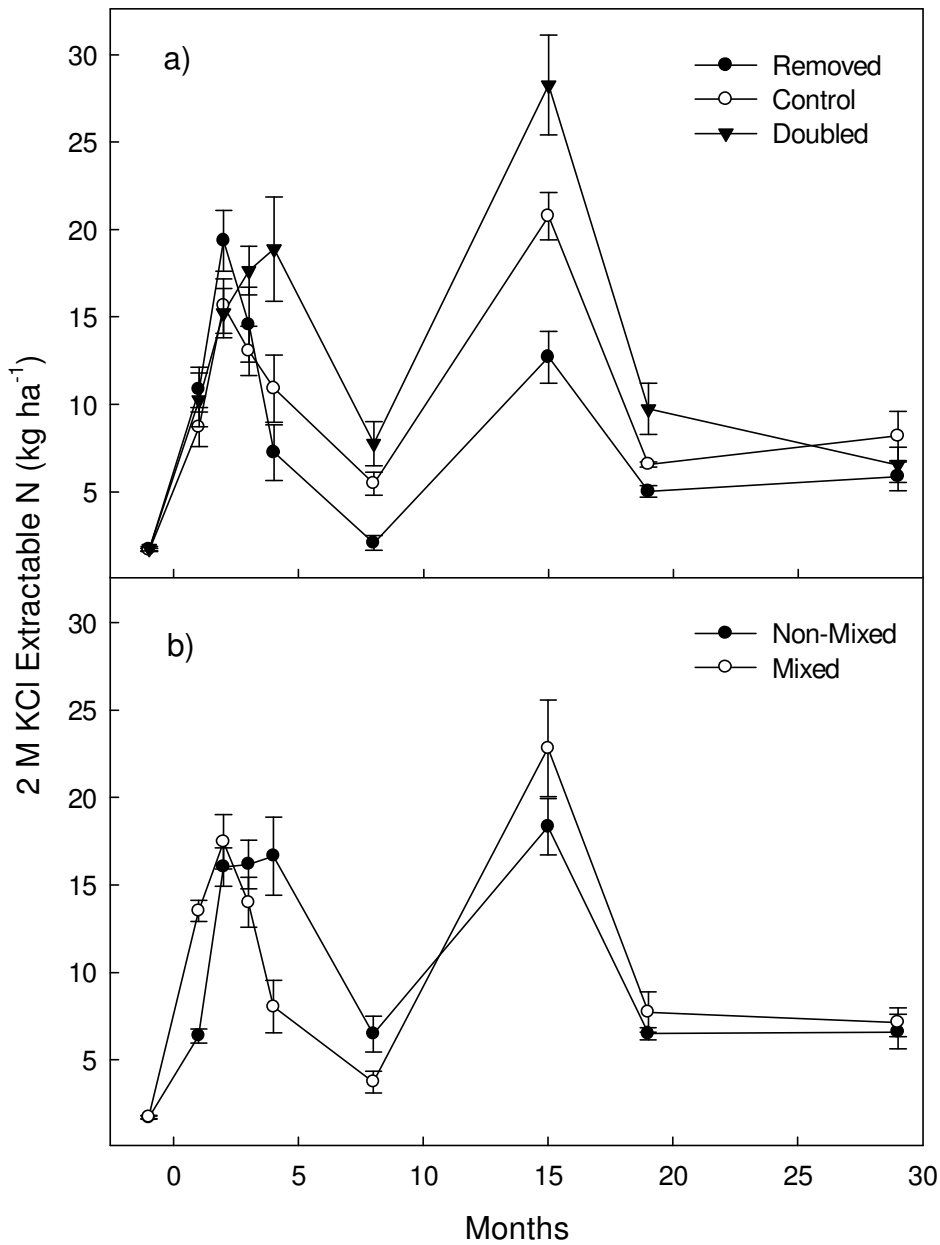 a)
Removed
Control
Doubled
30
25
20
15
10
5
2 M KCl Extractable N (kg ha⁻¹)
b)
Non-Mixed
Mixed
30
25
20
15
10
5
0 5 10 15 20 25 30
Months